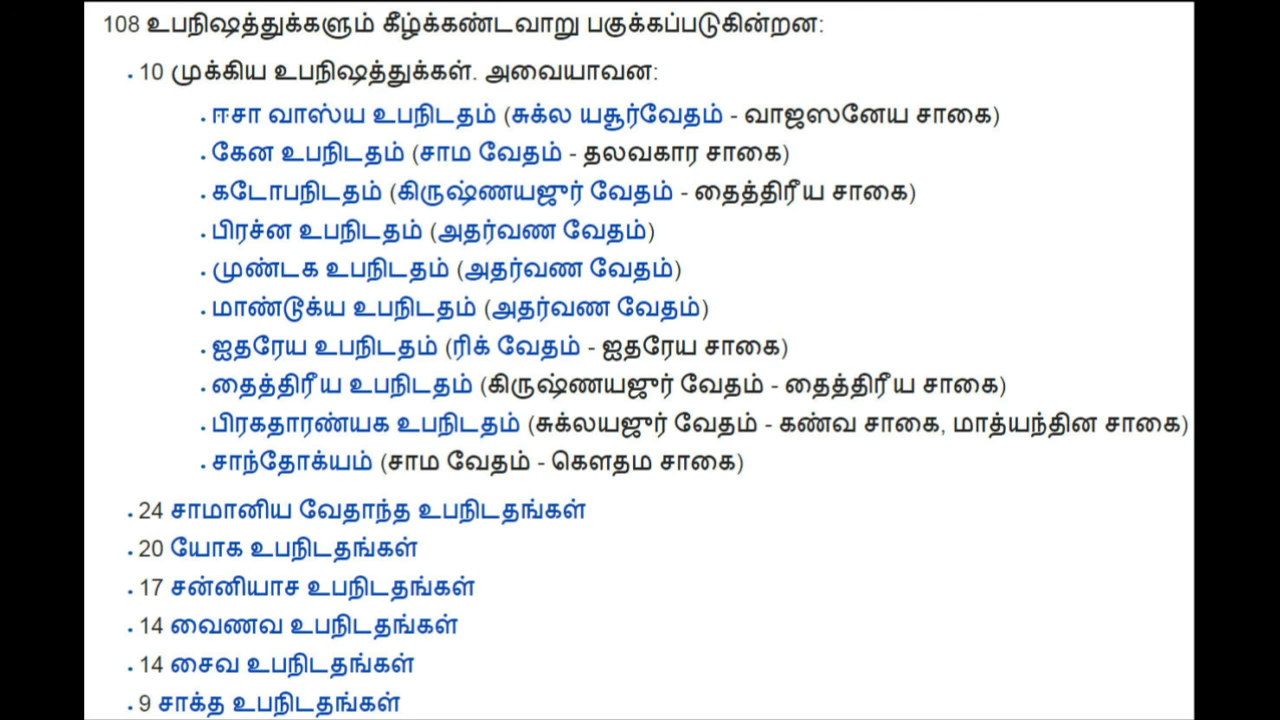 108 உபநிஷத்துக்களும் கீழ்க்கண்டவாறு பகுக்கப்படுகின்றன:
10 முக்கிய உபநிஷத்துக்கள். அவையாவன:
ஈசா வாஸ்ய உபநிடதம் (சுக்ல யசூர்வேதம் - வாஜஸனேய சாகை)
கேன உபநிடதம் (சாம வேதம் - தலவகார சாகை)
கடோபநிடதம் (கிருஷ்ணயஜுர் வேதம் - தைத்திரீய சாகை)
பிரச்ன உபநிடதம் (அதர்வண வேதம்)
முண்டக உபநிடதம் (அதர்வண வேதம்)
மாண்டூக்ய உபநிடதம் (அதர்வண வேதம்)
ஐதரேய உபநிடதம் (ரிக் வேதம் - ஐதரேய சாகை)
தைத்திரீய உபநிடதம் (கிருஷ்ணயஜுர் வேதம் - தைத்திரீய சாகை)
பிரகதாரண்யக உபநிடதம் (சுக்லயஜுர் வேதம் - கண்வ சாகை, மாத்யந்தின சாகை)
சாந்தோக்யம் (சாம வேதம் - கௌதம சாகை)
24 சாமானிய வேதாந்த உபநிடதங்கள்
20 யோக உபநிடதங்கள்
17 சன்னியாச உபநிடதங்கள்
14 வைணவ உபநிடதங்கள்
14 சைவ உபநிடதங்கள்
9 சாக்த உபநிடதங்கள்